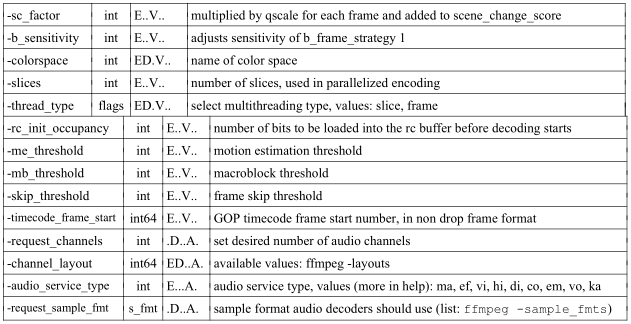 -sc_factor int E..V.. multiplied by qscale for each frame and added to scene_change_score
-b_sensitivity int E..V.. adjusts sensitivity of b_frame_strategy 1
-colorspace int ED.V.. name of color space
-slices int E..V.. number of slices, used in parallelized encoding
-thread_type flags ED.V.. select multithreading type, values: slice, frame
-rc_init_occupancy int E..V.. number of bits to be loaded into the rc buffer before decoding starts
-me_threshold int E..V.. motion estimation threshold
-mb_threshold int E..V.. macroblock threshold
-skip_threshold int E..V.. frame skip threshold
-timecode_frame_start int64 E..V.. GOP timecode frame start number, in non drop frame format
-request_channels int .D..A. set desired number of audio channels
-channel_layout int64 ED..A. available values: ffmpeg -layouts
-audio_service_type int E...A. audio service type, values (more in help): ma, ef, vi, hi, di, co, em, vo, ka
-request_sample_fmt s_fmt .D..A. sample format audio decoders should use (list: ffmpeg -sample_fmts)